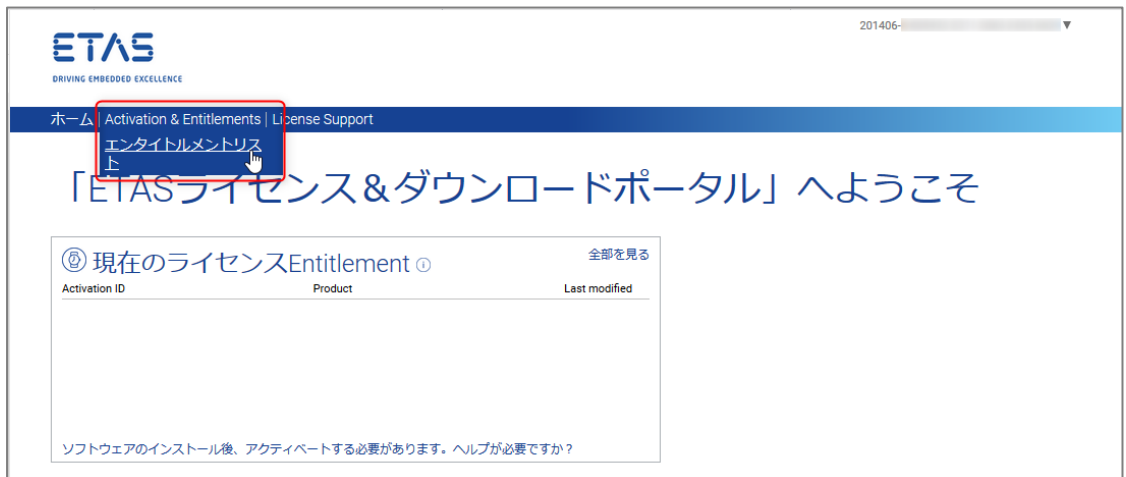 201406-
ETAS
DRIVING EMBEDDED EXCELLENCE
ホーム | Activation & Entitlements | License Support
エンタイトルメントリス
ト
「ETASライセンス&ダウンロードポータル」へようこそ
現在のライセンスEntitlement
全部を見る
Activation ID Product Last modified
ソフトウェアのインストール後、アクティベートする必要があります。ヘルプが必要ですか?